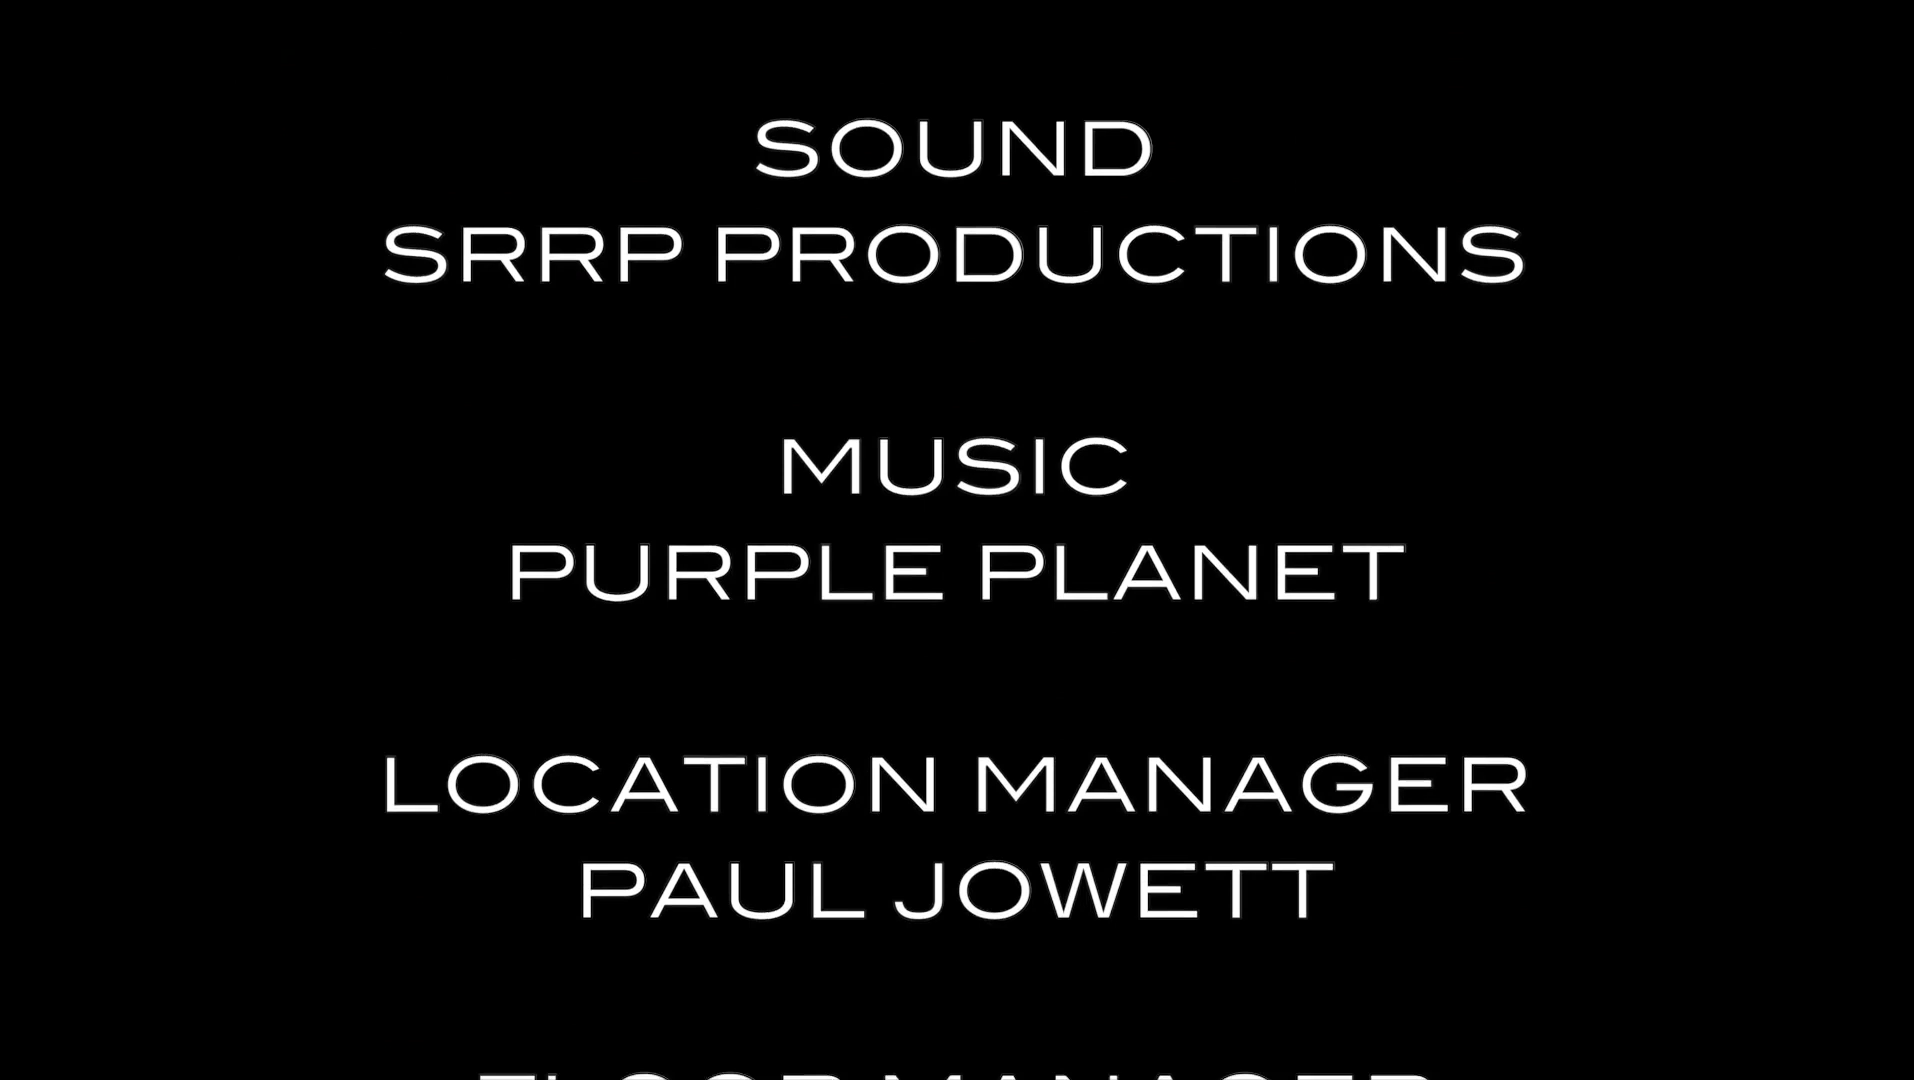 SOUND
SRRP PRODUCTIONS
MUSIC
PURPLE PLANET
LOCATION MANAGER
PAUL JOWETT